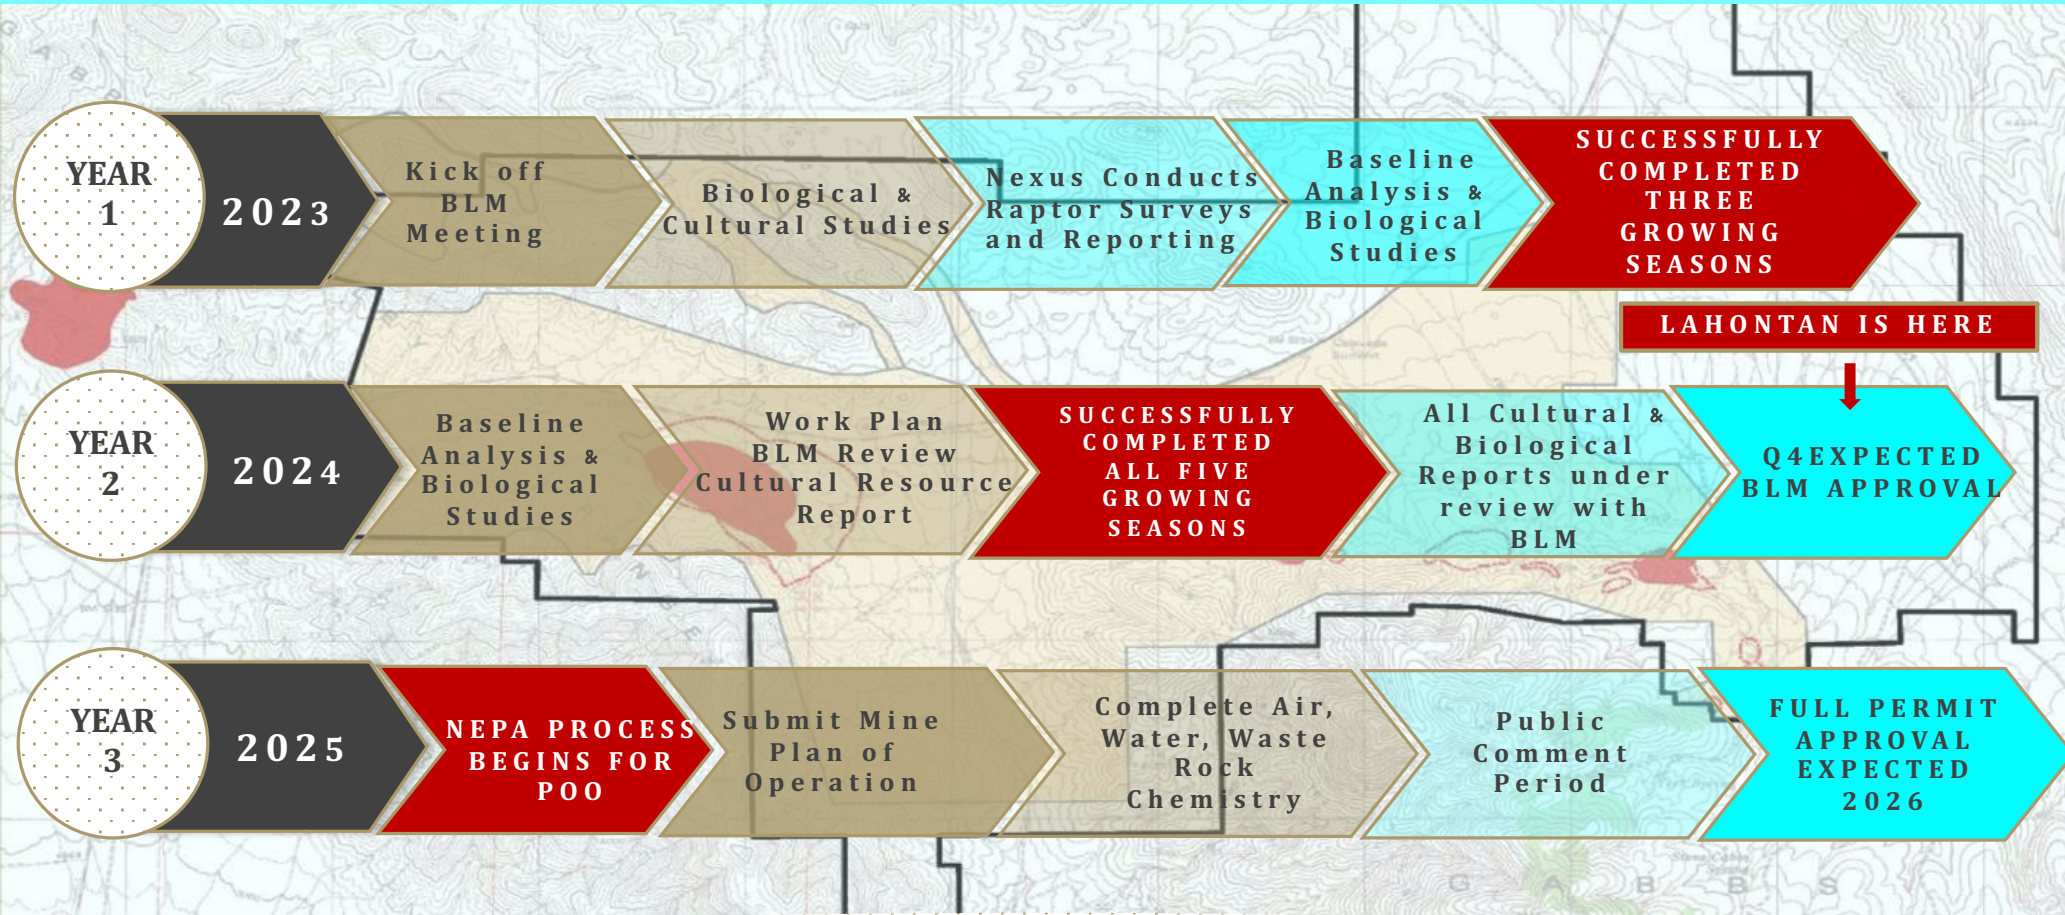 YEAR
1
2023
Kick off
BLM
Meeting
Biological &
Cultural Studies
Nexus Conducts
Raptor Surveys
and Reporting
Baseline
Analysis &
Biological
Studies
SUCCESSFULLY
COMPLETED
THREE
GROWING
SEASONS
LAHONTAN IS HERE
YEAR
2
2024
Baseline
Analysis &
Biological
Studies
Work Plan
BLM Review
Cultural Resource
Report
SUCCESSFULLY
COMPLETED
ALL FIVE
GROWING
SEASONS
All Cultural &
Biological
Reports under
review with
BLM
Q4EXPECTED
BLM APPROVAL
YEAR
3
2025
NEPA PROCESS
BEGINS FOR
POO
Submit Mine
Plan of
Operation
Complete Air,
Water, Waste
Rock
Chemistry
Public
Comment
Period
FULL PERMIT
APPROVAL
EXPECTED
2026
G A B B S